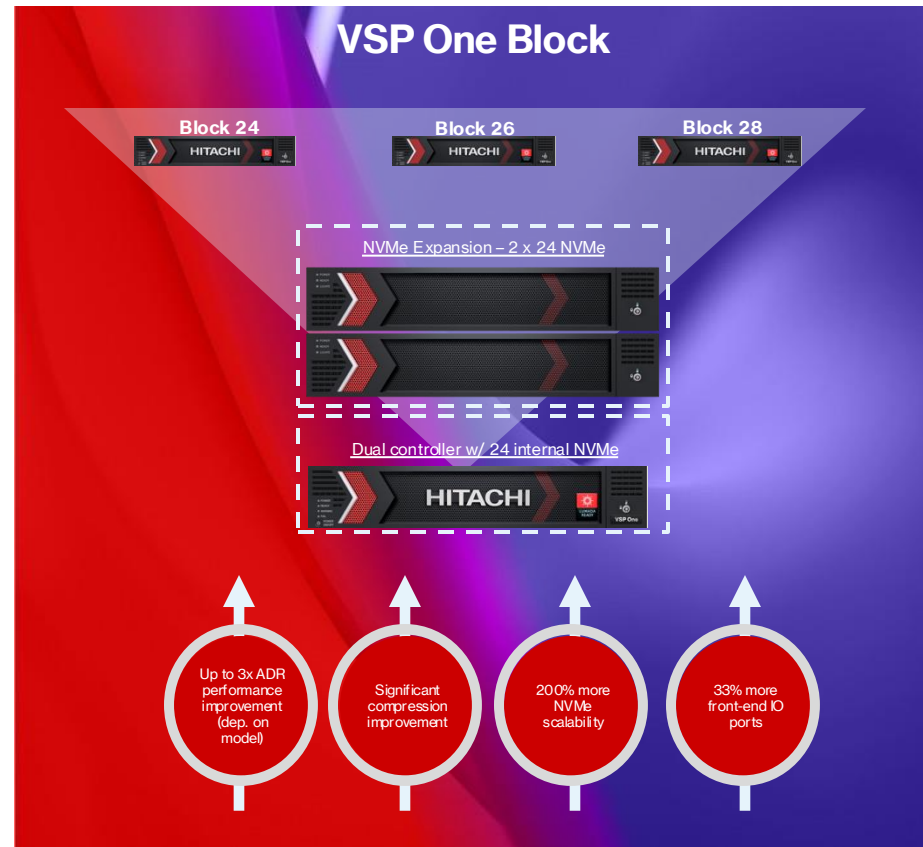 VSP One Block
Block 24
Block 26
Block 28
HITACHI
HITACHI
HITACHI
NVMe Expansion – 2 x 24 NVMe
Dual controller w/ 24 internal NVMe
HITACHI
VSP One
Up to 3x ADR
performance
improvement
(dep. on
model)
Significant
compression
improvement
200% more
NVMe
scalability
33% more
front-end IO
ports